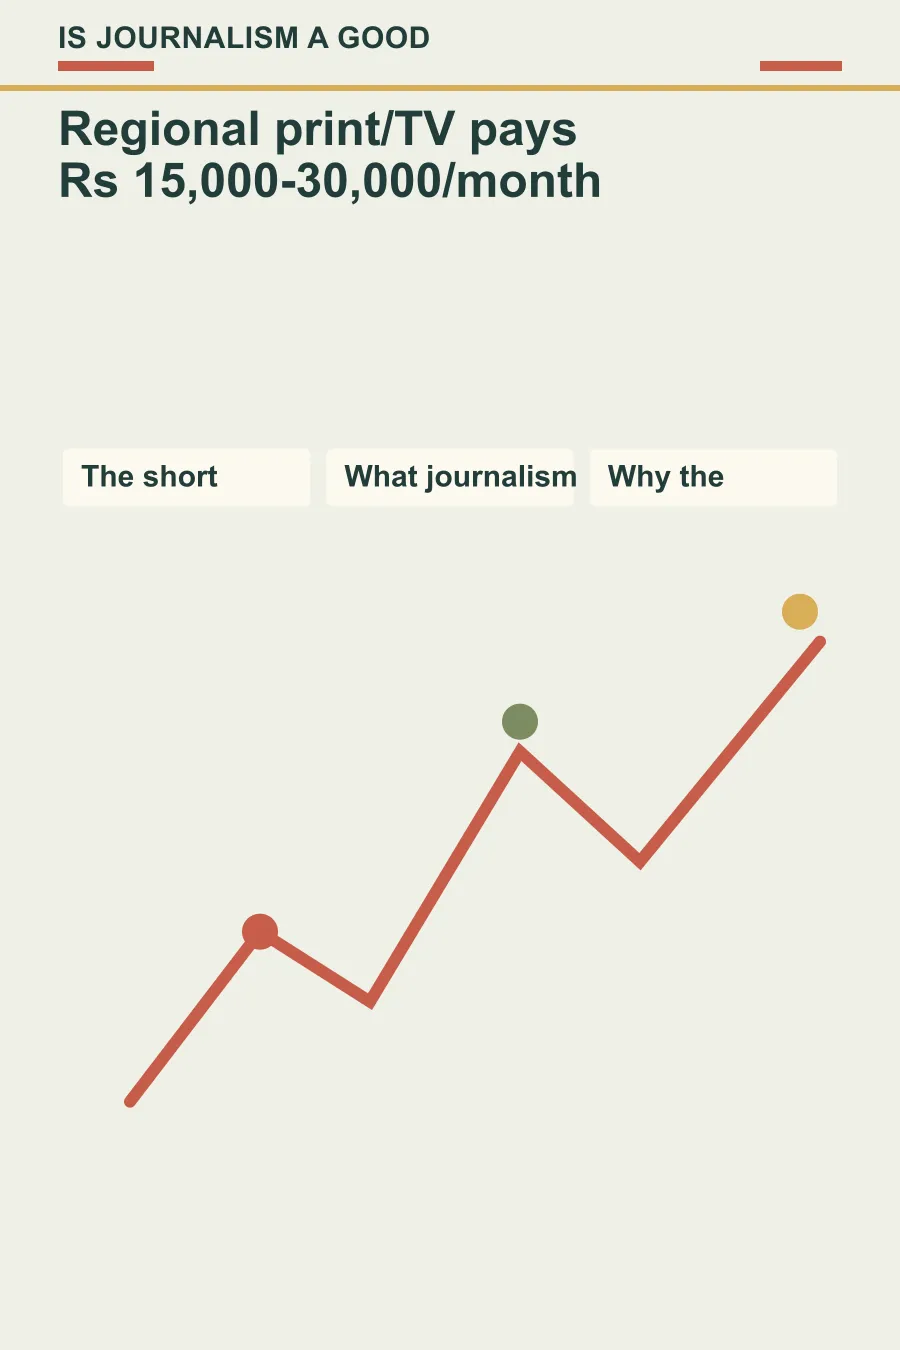 IS JOURNALISM A GOOD
Regional print/TV pays
Rs 15,000-30,000/month
The short
What journalism
Why the